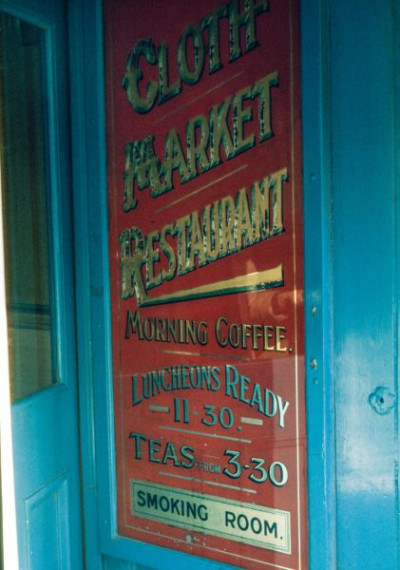 CLOTH
MARKET
RESTAURANT
MORNING COFFEE.
LUNCHEONS READY
11-30.
TEAS FROM 3-30
SMOKING ROOM.